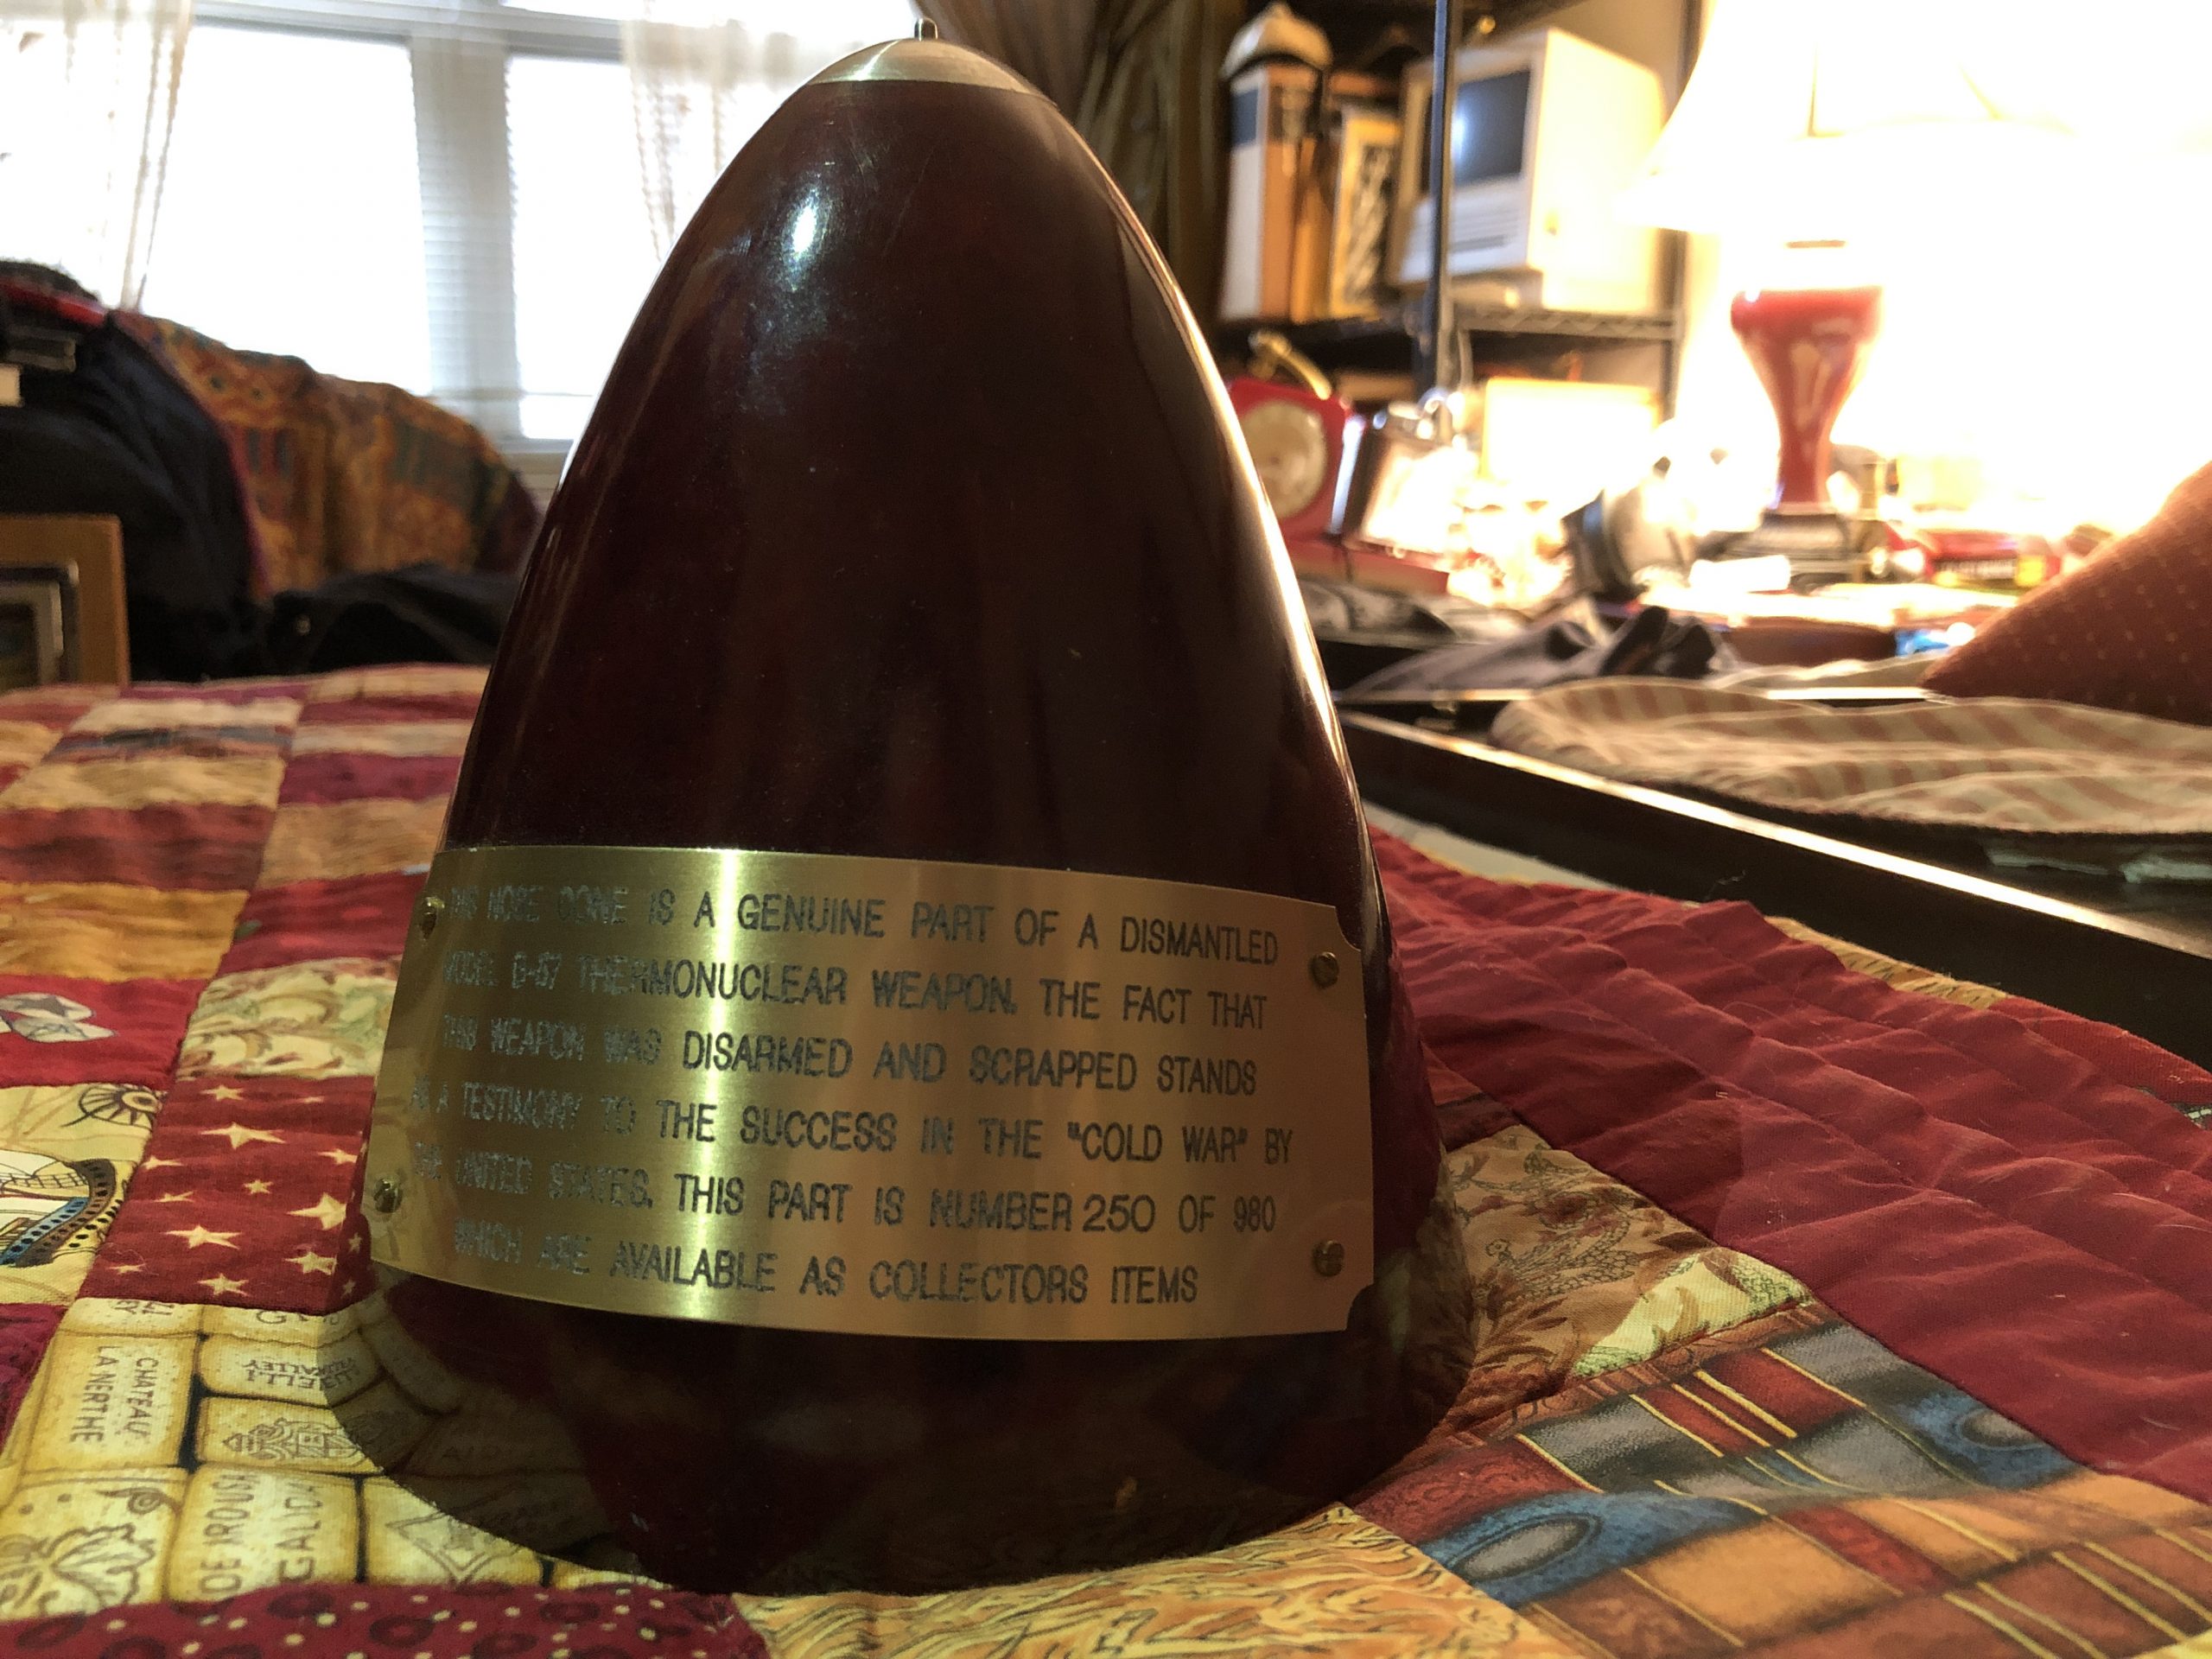 THIS NOSE CONE IS A GENUINE PART OF A DISMANTLED
MODEL B-57 THERMONUCLEAR WEAPON. THE FACT THAT
THIS WEAPON WAS DISARMED AND SCRAPPED STANDS
AS A TESTIMONY TO THE SUCCESS IN THE "COLD WAR" BY
THE UNITED STATES. THIS PART IS NUMBER 250 OF 980
WHICH ARE AVAILABLE AS COLLECTORS ITEMS
CHATEAU
LA NERTHE